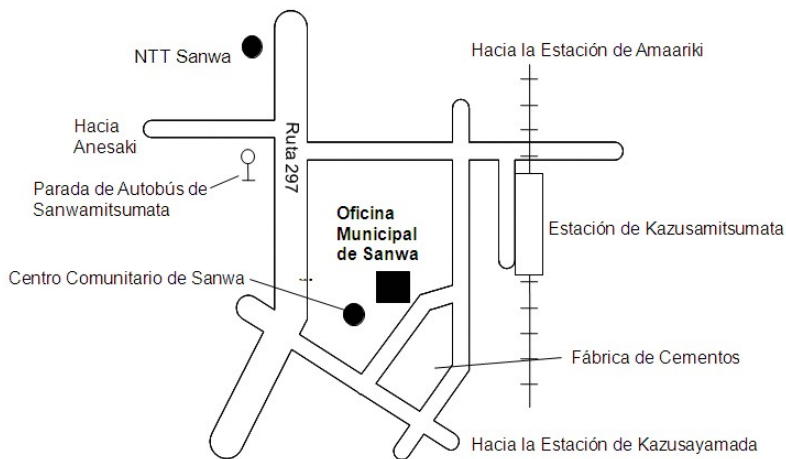 Hacia la Estación de Amaariki
NTT Sanwa
Hacia
Anesaki
Ruta 297
Parada de Autobús de
Sanwamitsumata
Oficina
Municipal
de Sanwa
Estación de Kazusamitsumata
Centro Comunitario de Sanwa
Fábrica de Cementos
Hacia la Estación de Kazusayamada